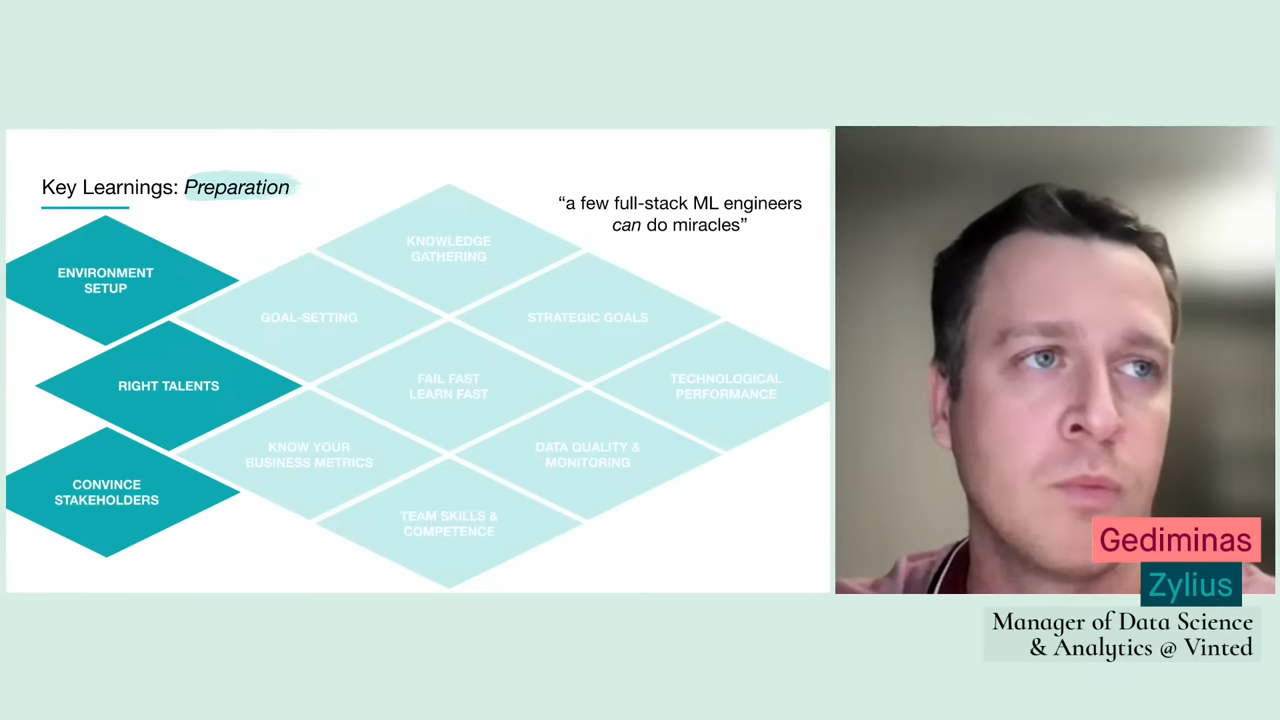 Key Learnings: Preparation
“a few full-stack ML engineers
can do miracles”
ENVIRONMENT
SETUP
RIGHT TALENTS
CONVINCE
STAKEHOLDERS
KNOWLEDGE
GATHERING
GOAL-SETTING
STRATEGIC GOALS
FAIL FAST
LEARN FAST
TECHNOLOGICAL
PERFORMANCE
KNOW YOUR
BUSINESS METRICS
DATA QUALITY &
MONITORING
TEAM SKILLS &
COMPETENCE
Gediminas
Zylius
Manager of Data Science
& Analytics @ Vinted